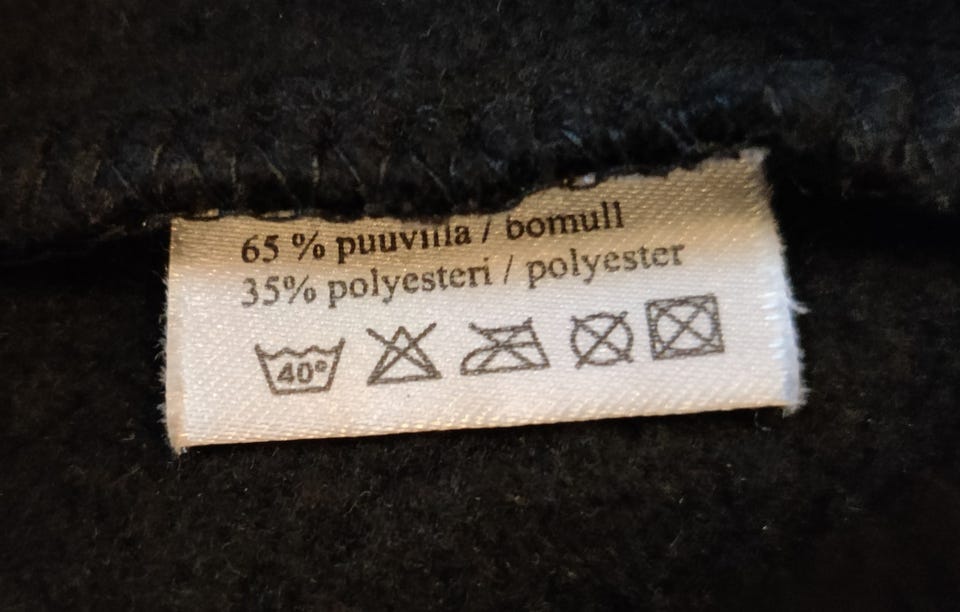 65 % puuvilla / bomull
35% polyesteri / polyester
40°